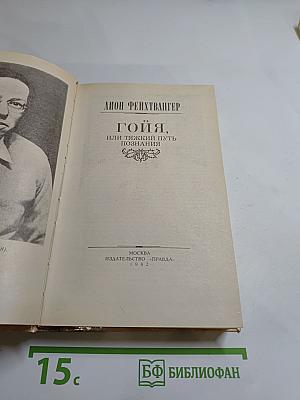 ЛИОН ФЕЙХТВАНГЕР
ГОЙЯ,
ИЛИ ТЯЖКИЙ ПУТЬ
ПОЗНАНИЯ
МОСКВА
ИЗДАТЕЛЬСТВО «ПРАВДА»
1982
15с
БФ БИБЛИОФАН